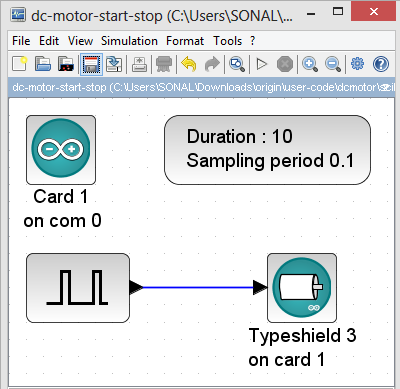 dc-motor-start-stop (C:\Users\SONAL\...
File Edit View Simulation Format Tools ?
dc-motor-start-stop (C:\Users\SONAL\Downloads\origin\user-code\dcmotor\scil
Card 1
on com 0
Duration : 10
Sampling period 0.1
Typeshield 3
on card 1